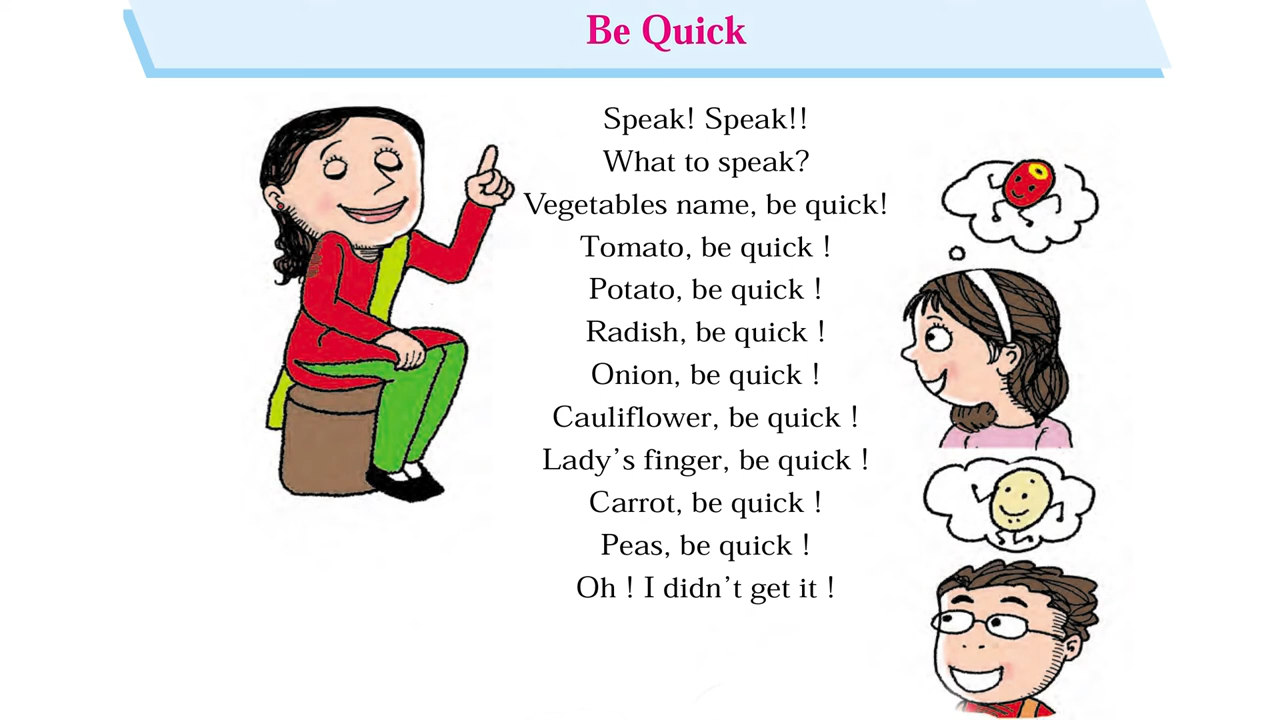 Be Quick
Speak! Speak!!
What to speak?
Vegetables name, be quick!
Tomato, be quick !
Potato, be quick !
Radish, be quick !
Onion, be quick !
Cauliflower, be quick !
Lady’s finger, be quick !
Carrot, be quick !
Peas, be quick !
Oh ! I didn’t get it !